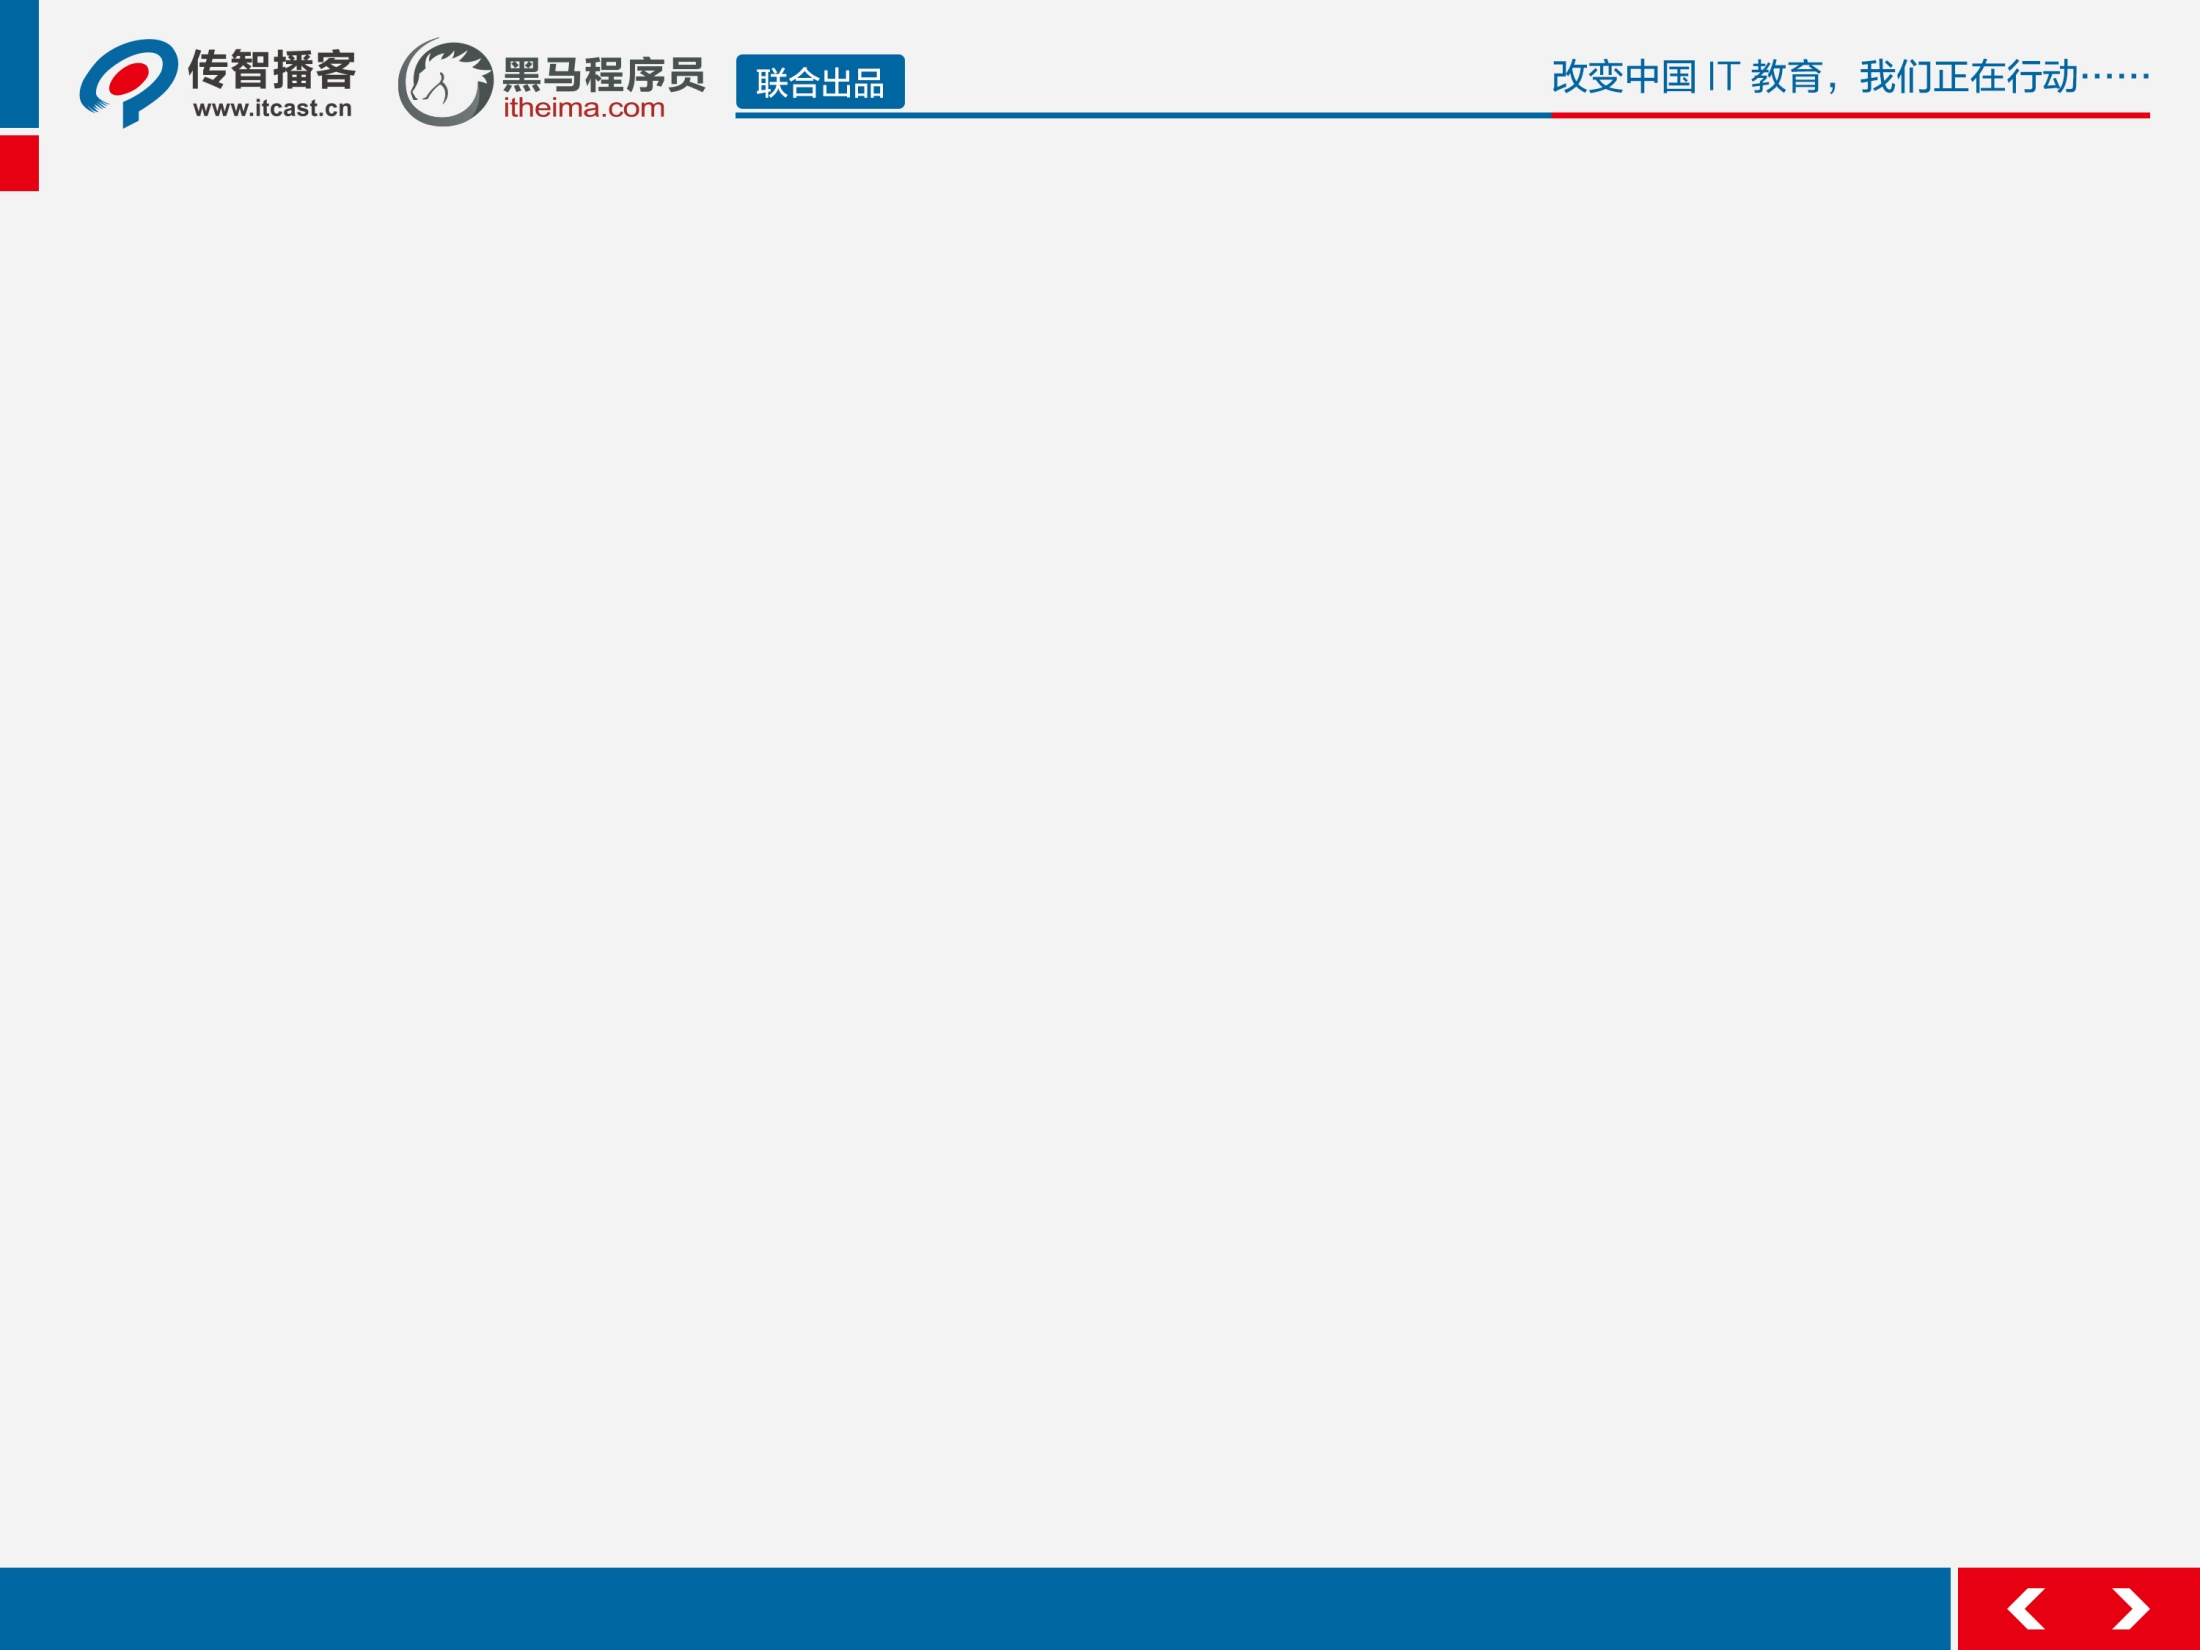 传智播客
www.itcast.cn
黑马程序员
itheima.com
联合出品
改变中国 IT 教育，我们正在行动······